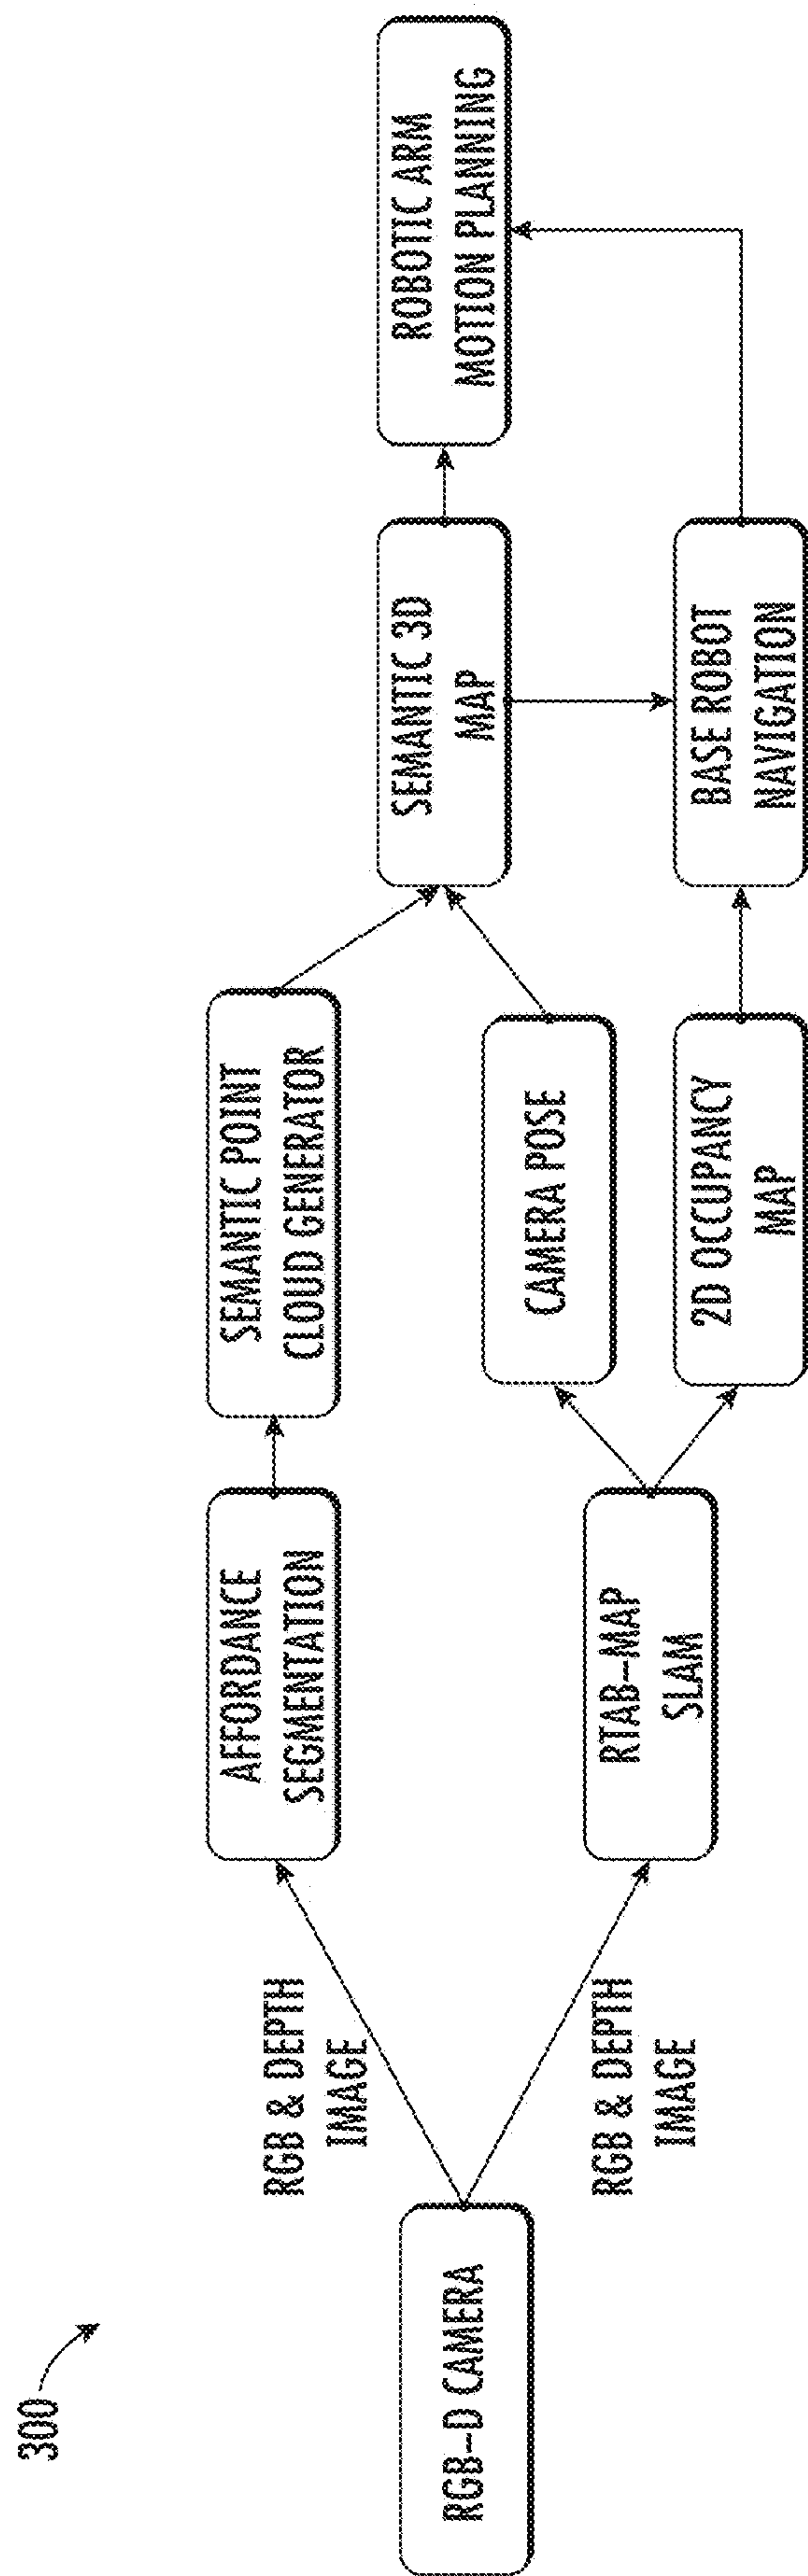 300
RGB-D CAMERA
RGB & DEPTH
IMAGE
RGB & DEPTH
IMAGE
AFFORDANCE
SEGMENTATION
RTAB-MAP
SLAM
SEMANTIC POINT
CLOUD GENERATOR
CAMERA POSE
2D OCCUPANCY
MAP
SEMANTIC 3D
MAP
BASE ROBOT
NAVIGATION
ROBOTIC ARM
MOTION PLANNING